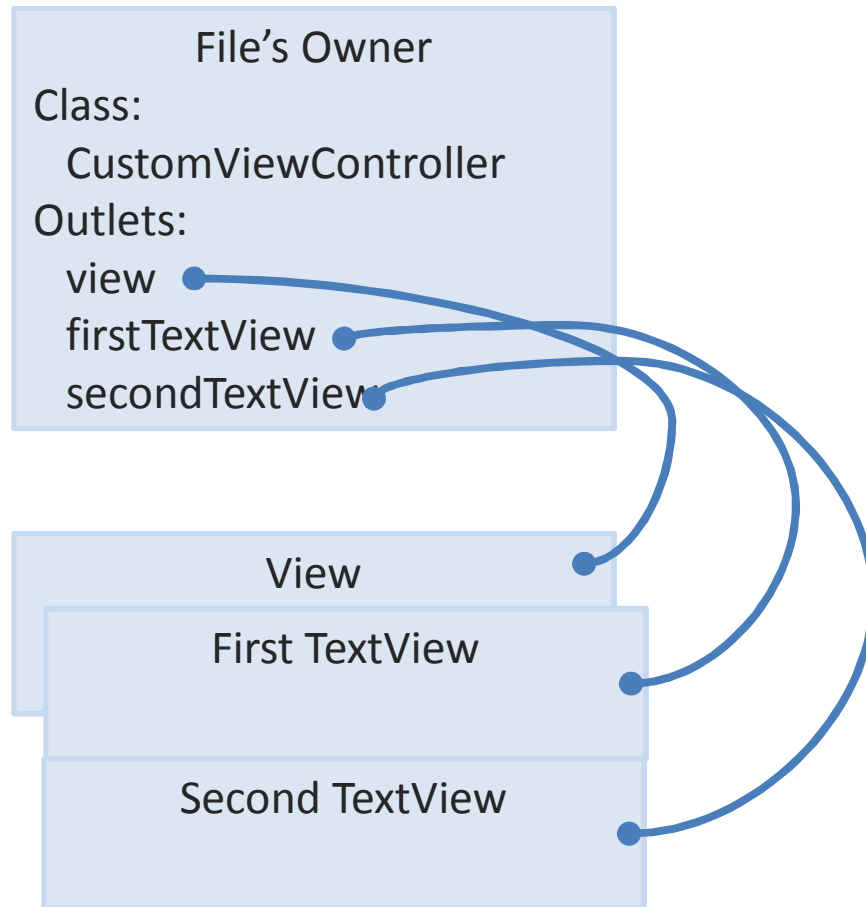 File’s Owner
Class:
CustomViewController
Outlets:
view
firstTextView
secondTextView
View
First TextView
Second TextView